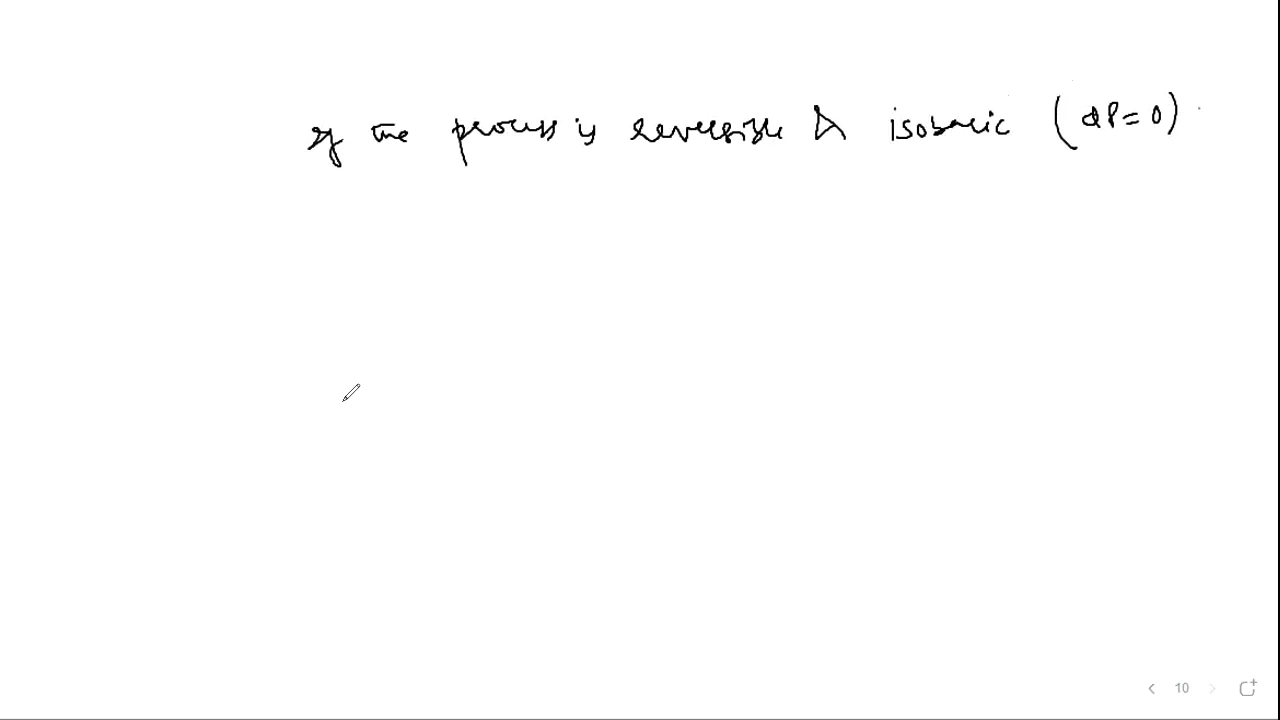 If the process is reversible & isobaric (dP=0)
10